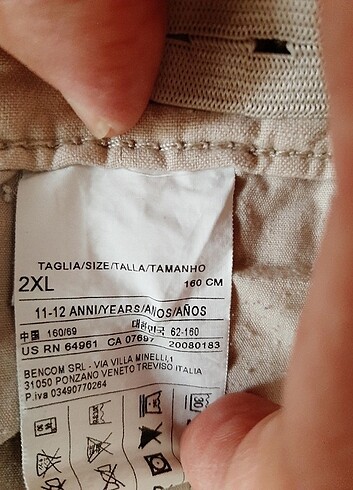 TAGLIA/SIZE/TALLA/TAMANHO
2XL 160 CM
11-12 ANNI/YEARS/AÑOS/AÑOS
中国 160/69 대한민국 62-160
US RN 64961 CA 07697 20080183
BENCOM SRL - VIA VILLA MINELLI,1
31050 PONZANO VENETO TREVISO ITALIA
P.iva 03490770264
30